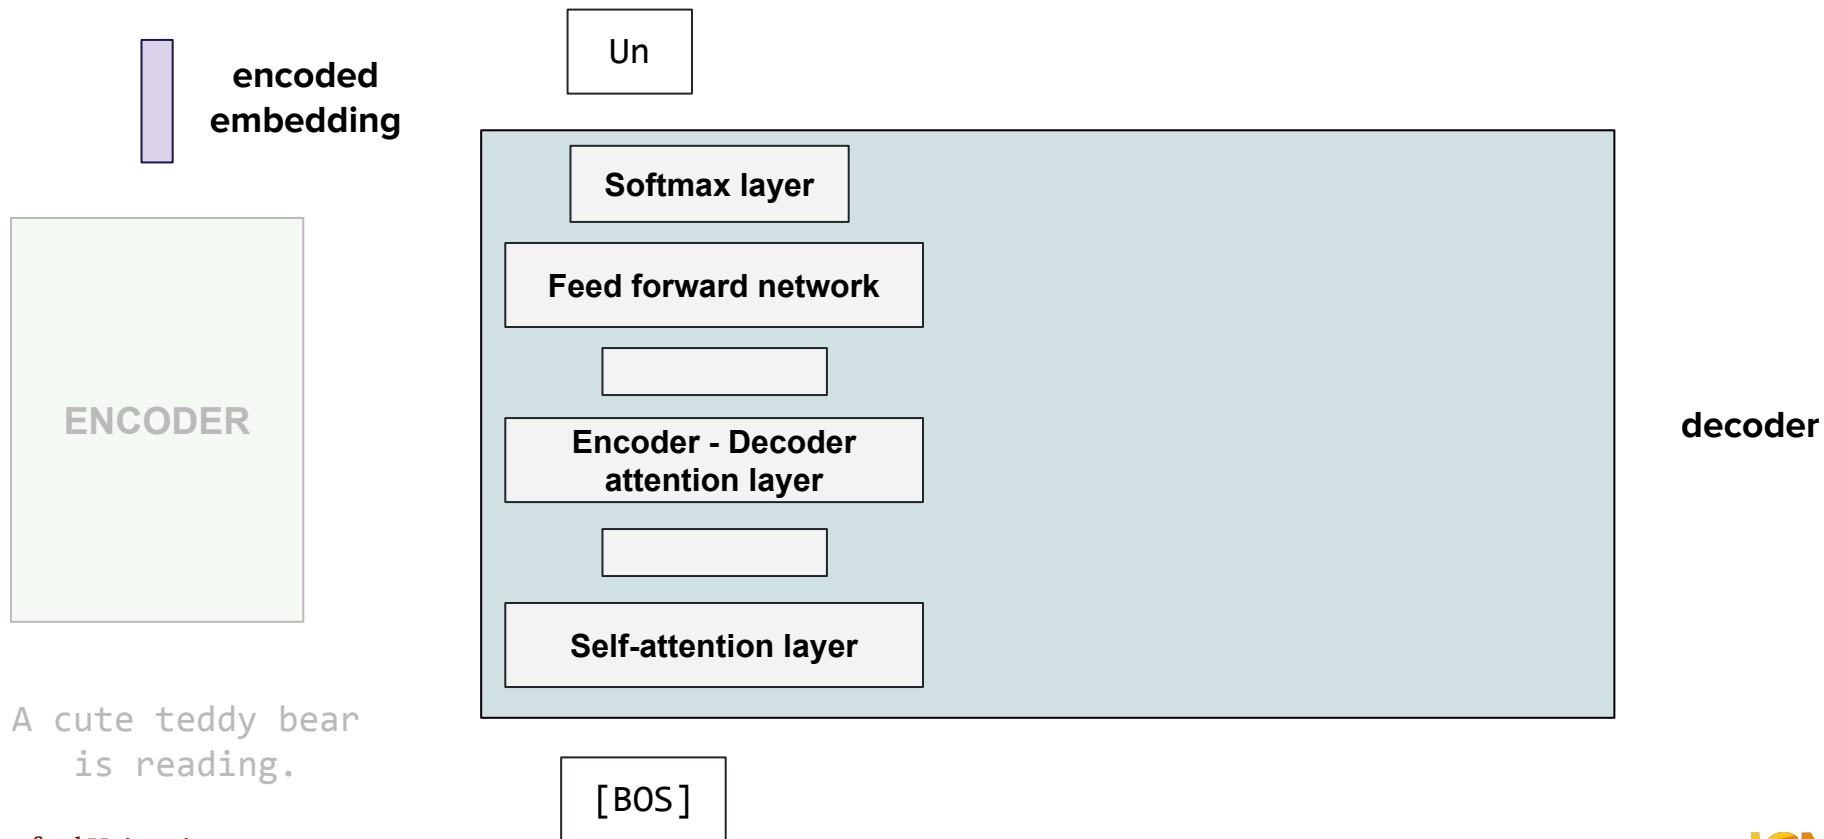 encoded
embedding
Un
Softmax layer
Feed forward network
ENCODER
Encoder - Decoder
attention layer
decoder
Self-attention layer
A cute teddy bear
is reading.
[BOS]